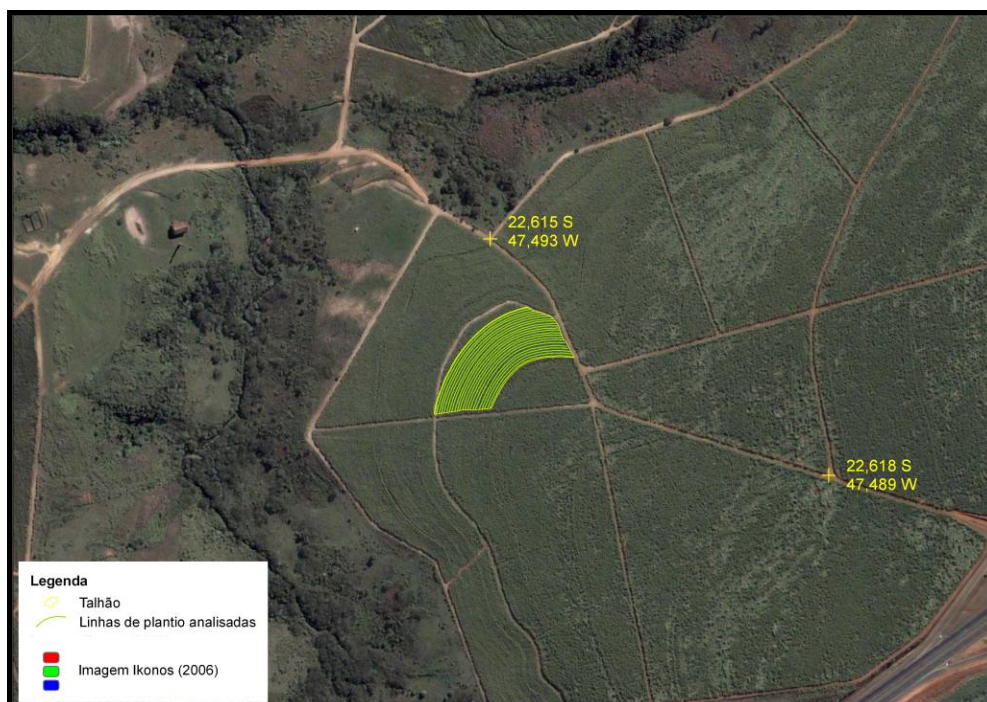 22,615 S
47,493 W
22,618 S
47,489 W
Legenda
Talhão
Linhas de plantio analisadas
Imagem Ikonos (2006)